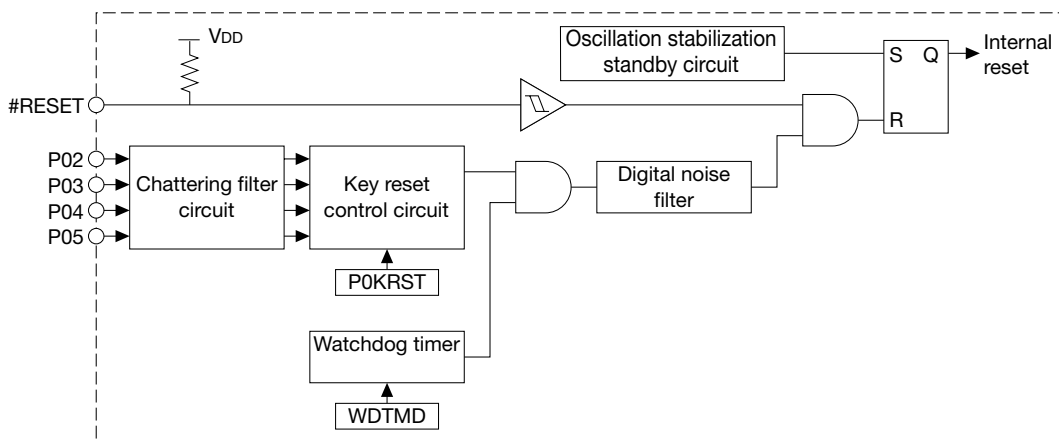 VDD
Oscillation stabilization
standby circuit
S Q
Internal
reset
#RESET
R
P02
P03
P04
P05
Chattering filter
circuit
Key reset
control circuit
Digital noise
filter
P0KRST
Watchdog timer
WDTMD